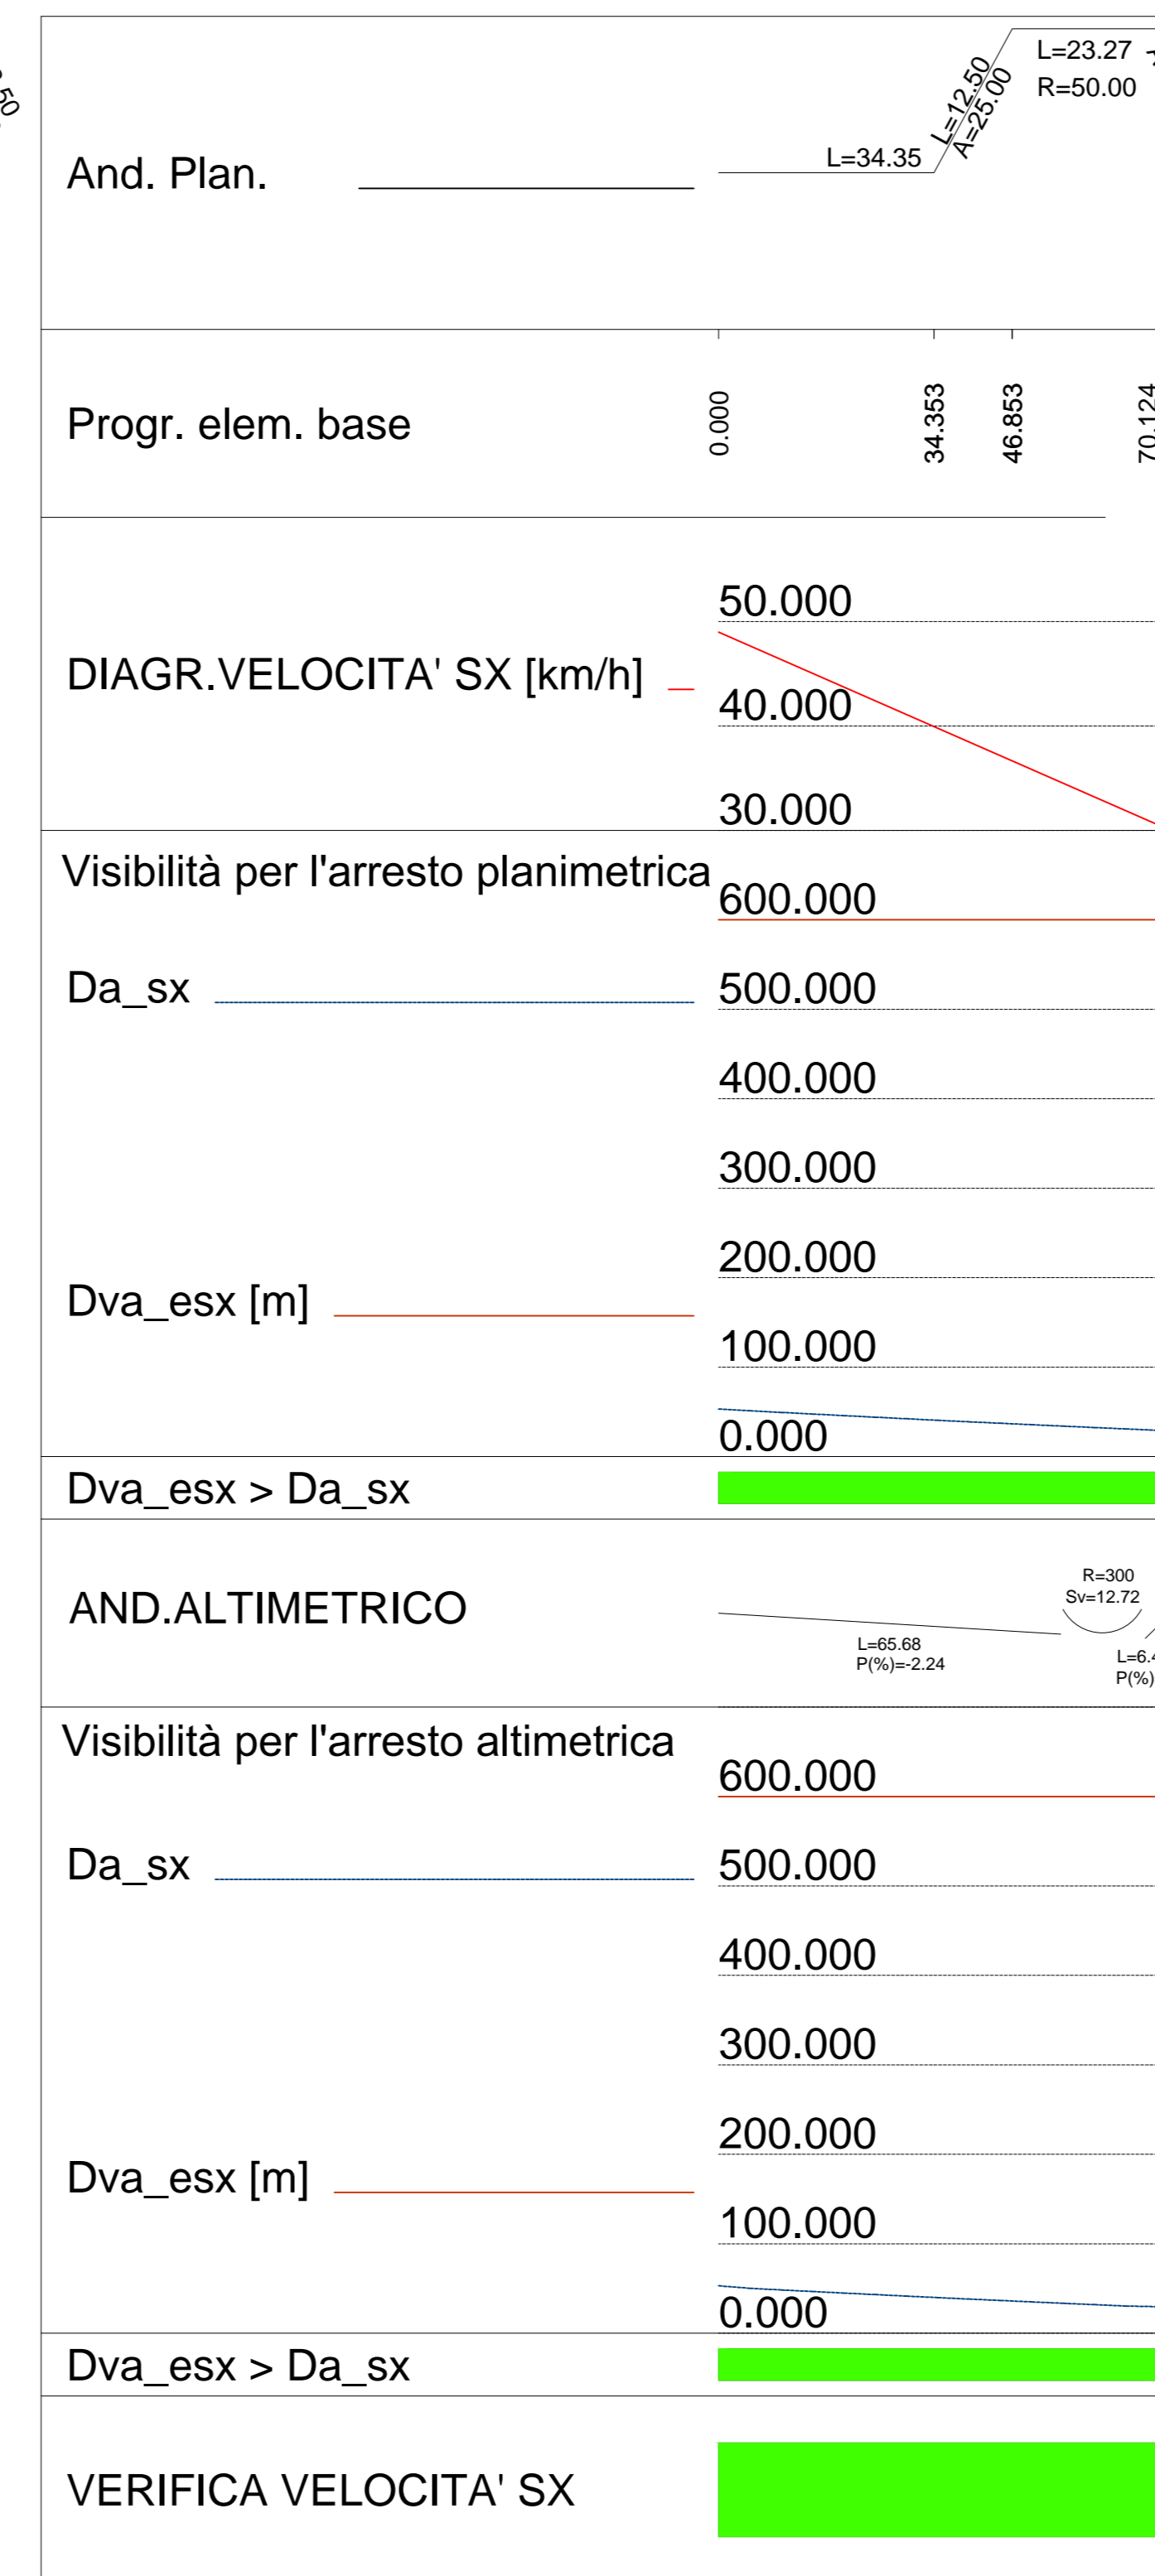 L=23.27
R=50.00
L=12.50
A=25.00
L=34.35
And. Plan.
Progr. elem. base
0.000
34.353
46.853
70.124
50.000
DIAGR.VELOCITA' SX [km/h]
40.000
30.000
Visibilità per l'arresto planimetrica
600.000
Da_sx
500.000
400.000
300.000
200.000
Dva_esx [m]
100.000
0.000
Dva_esx > Da_sx
R=300
Sv=12.72
AND.ALTIMETRICO
L=65.68
P(%)=-2.24
L=6.4
P(%)
Visibilità per l'arresto altimetrica
600.000
Da_sx
500.000
400.000
300.000
200.000
Dva_esx [m]
100.000
0.000
Dva_esx > Da_sx
VERIFICA VELOCITA' SX